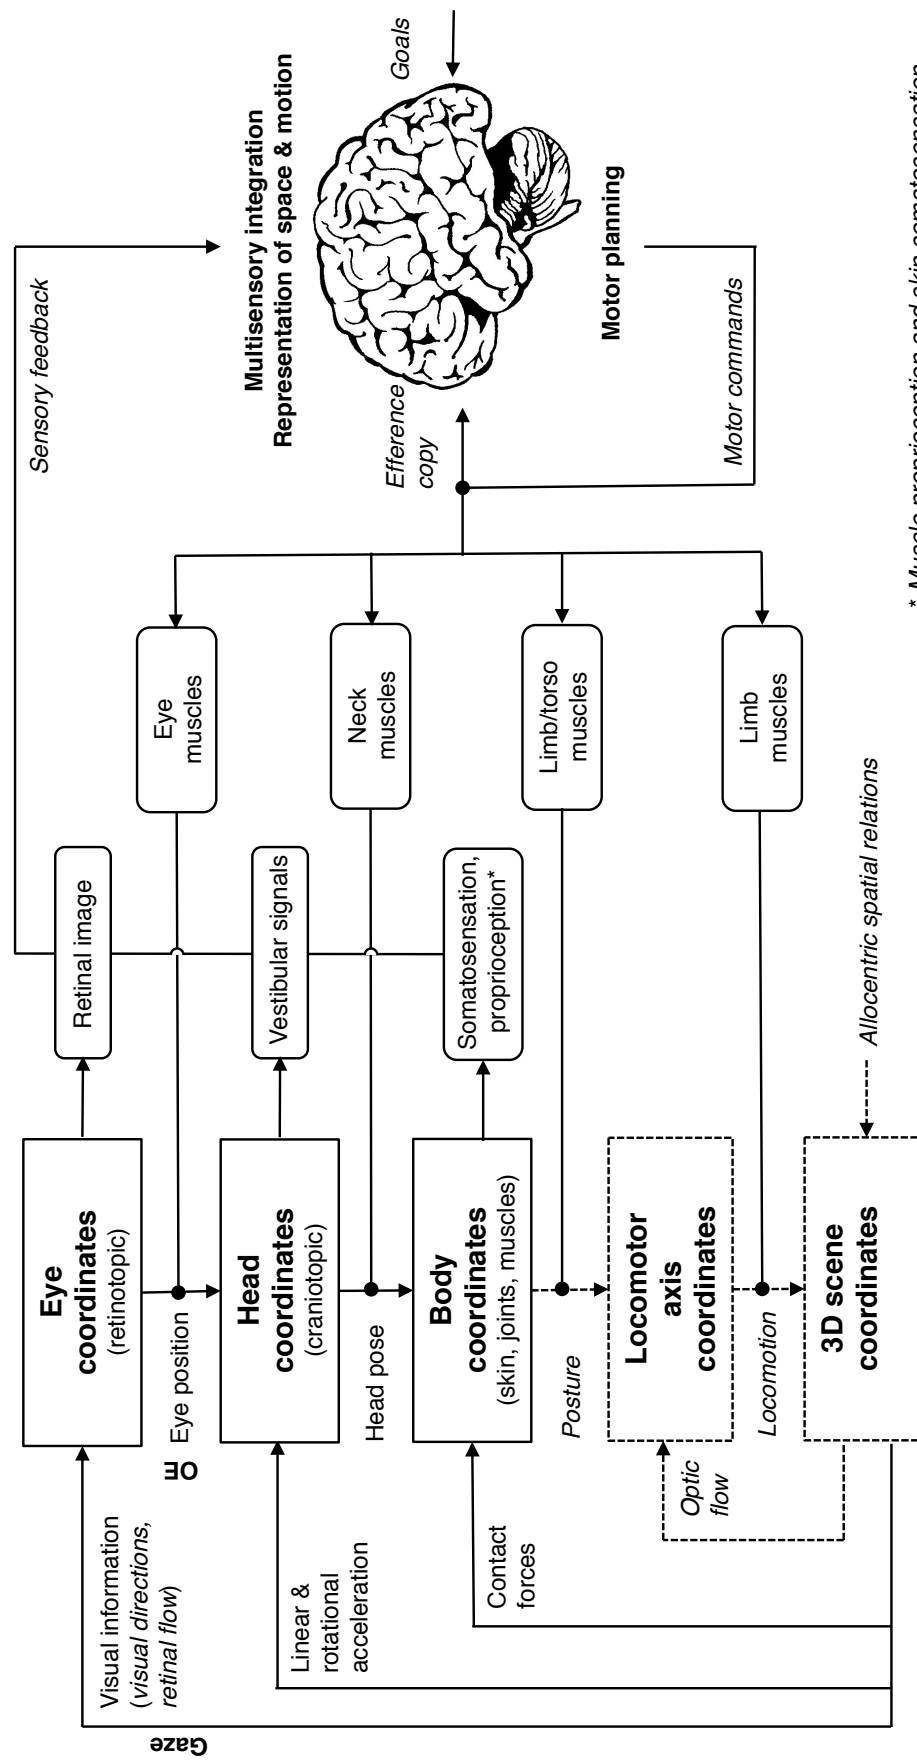 Gaze
Visual information
(visual directions,
retinal flow)
Eye
coordinates
(retinotopic)
Retinal image
Sensory feedback
Eye position
Eye
muscles
Linear &
rotational
acceleration
Head
coordinates
(craniotopic)
Vestibular signals
Multisensory integration
Representation of space & motion
Head pose
Neck
muscles
Efference
copy
Goals
Contact
forces
Body
coordinates
(skin, joints, muscles)
Somatosensation,
proprioception*
Posture
Limb/torso
muscles
Motor planning
Optic
flow
Locomotor
axis
coordinates
Locomotion
Limb
muscles
Motor commands
3D scene
coordinates
Allocentric spatial relations
* Muscle proprioception and skin somatosensation